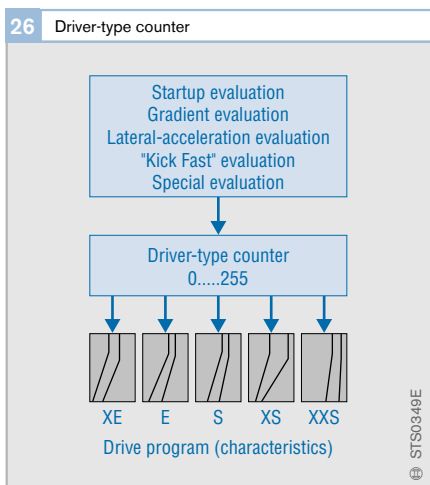 26 Driver-type counter
Startup evaluation
Gradient evaluation
Lateral-acceleration evaluation
"Kick Fast" evaluation
Special evaluation
Driver-type counter
0.....255
XE E S XS XXS
Drive program (characteristics)
STS0349E